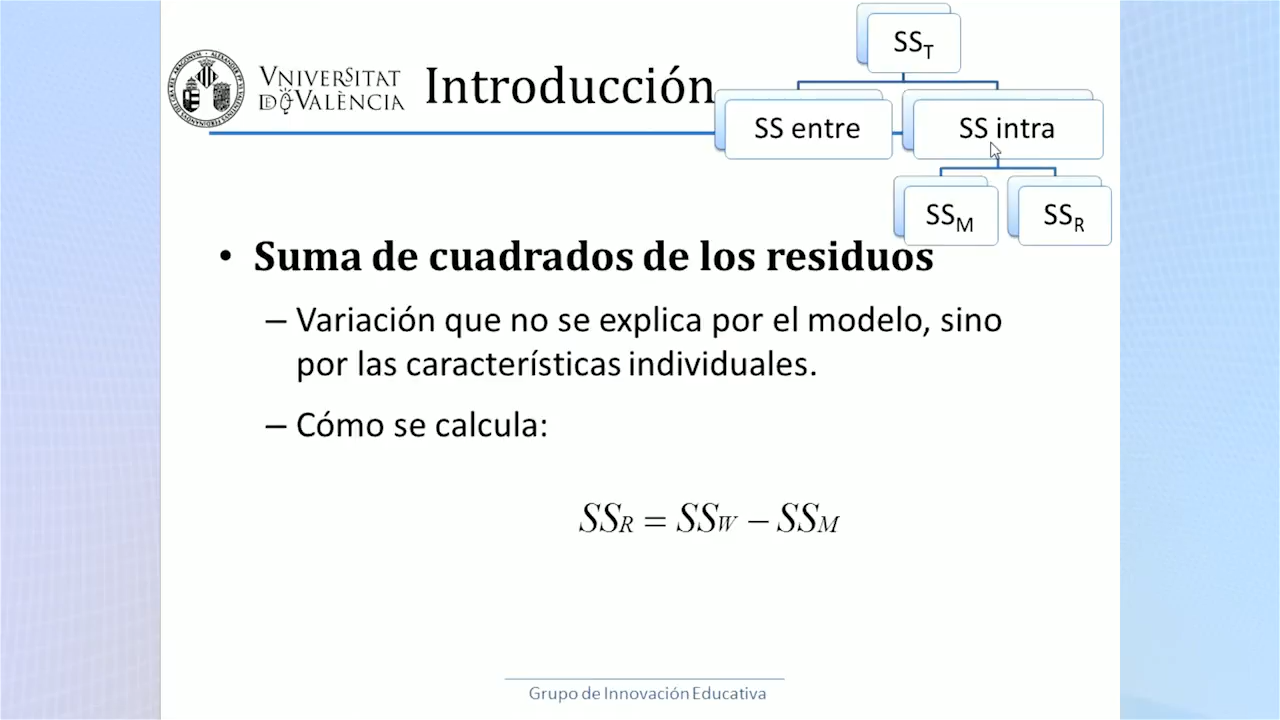 SST
VNIVERSITAT
D VALÈNCIA
Introducción
SS entre
SS intra
SSM
SSR
• Suma de cuadrados de los residuos
– Variación que no se explica por el modelo, sino
por las características individuales.
– Cómo se calcula:
SSR = SSW – SSM
Grupo de Innovación Educativa